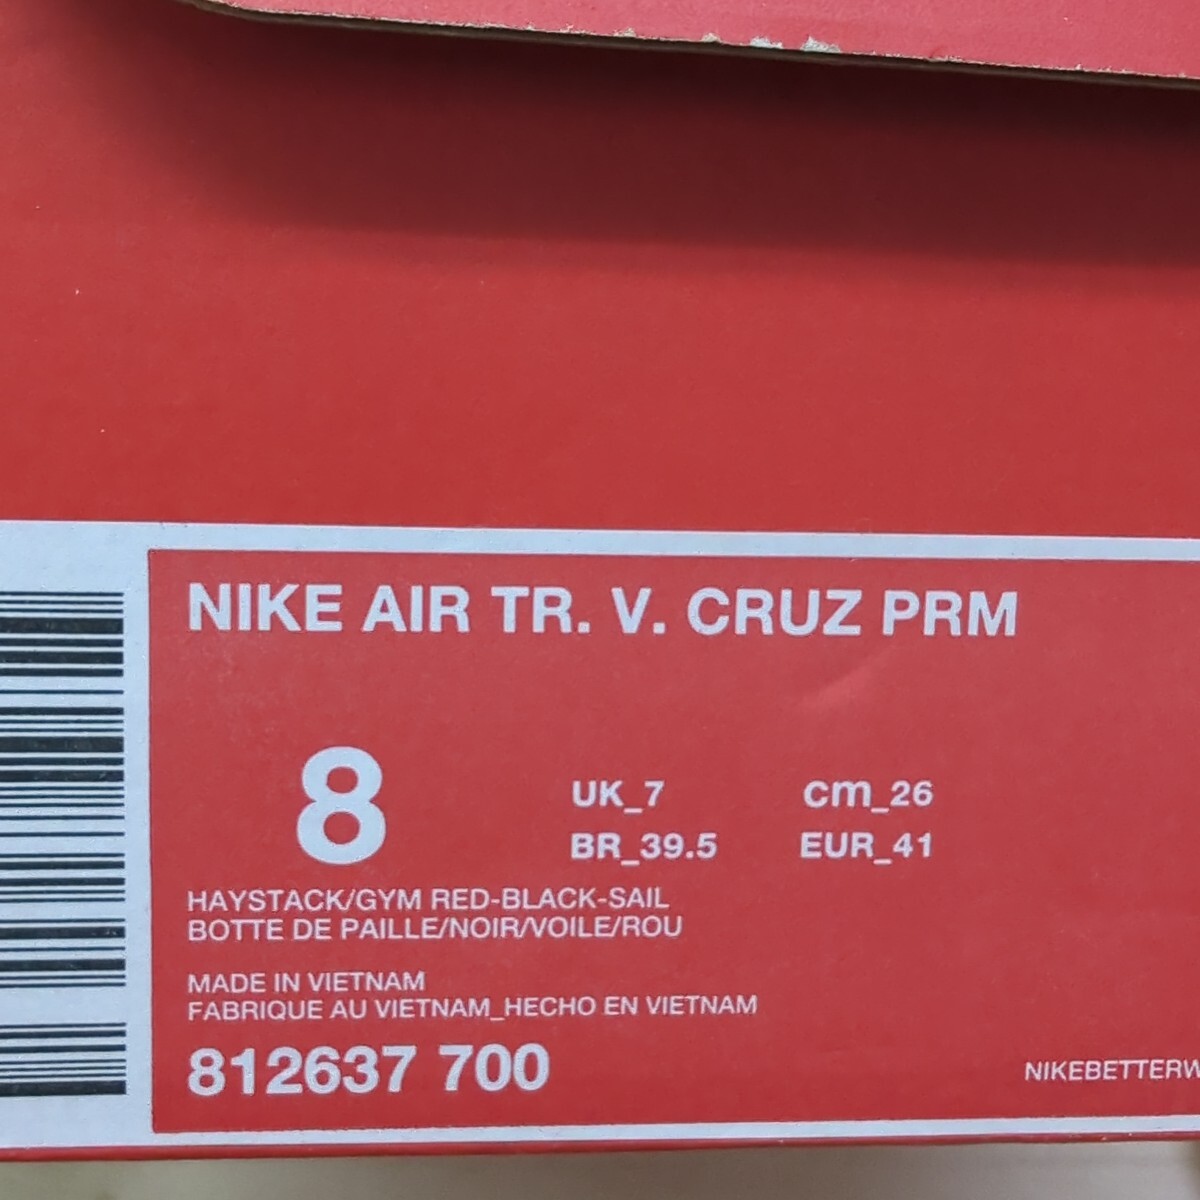 NIKE AIR TR. V. CRUZ PRM
8
UK_7 cm_26
BR_39.5 EUR_41
HAYSTACK/GYM RED-BLACK-SAIL
BOTTE DE PAILLE/NOIR/VOILE/ROU
MADE IN VIETNAM
FABRIQUE AU VIETNAM_HECHO EN VIETNAM
812637 700
NIKEBETTERW